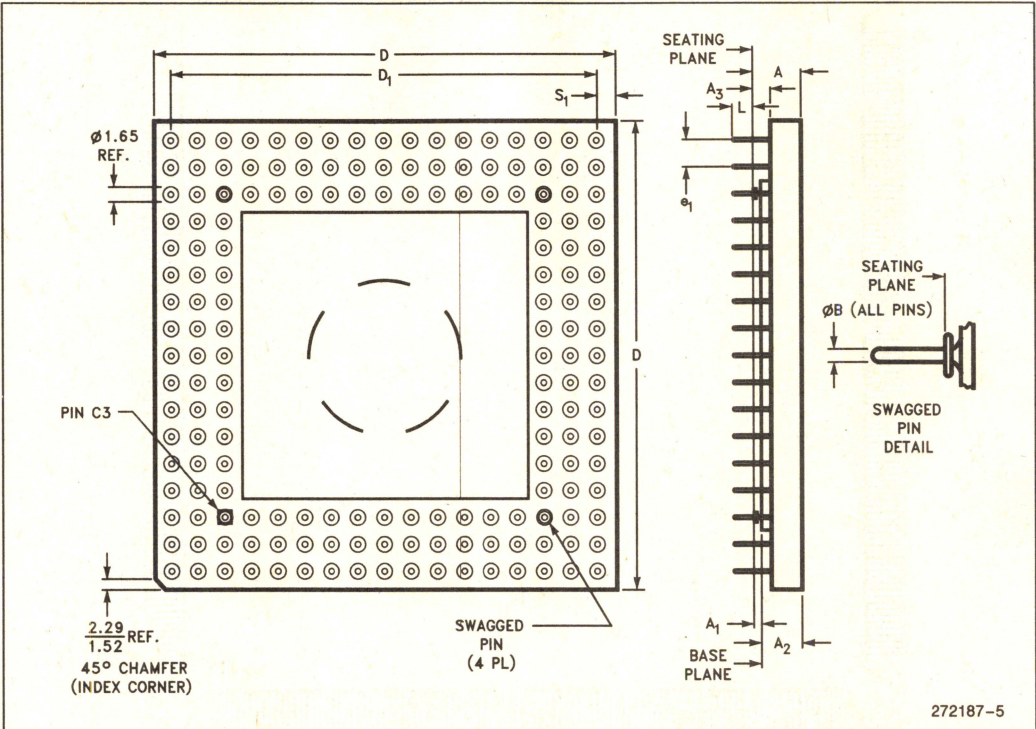 D
D₁
S₁
Ø1.65
REF.
PIN C3
2.29
1.52
REF.
45° CHAMFER
(INDEX CORNER)
SWAGGED
PIN
(4 PL)
D
SEATING
PLANE
A
A₃
L
e₁
A₁
A₂
BASE
PLANE
SEATING
PLANE
ØB (ALL PINS)
SWAGGED
PIN
DETAIL
272187-5